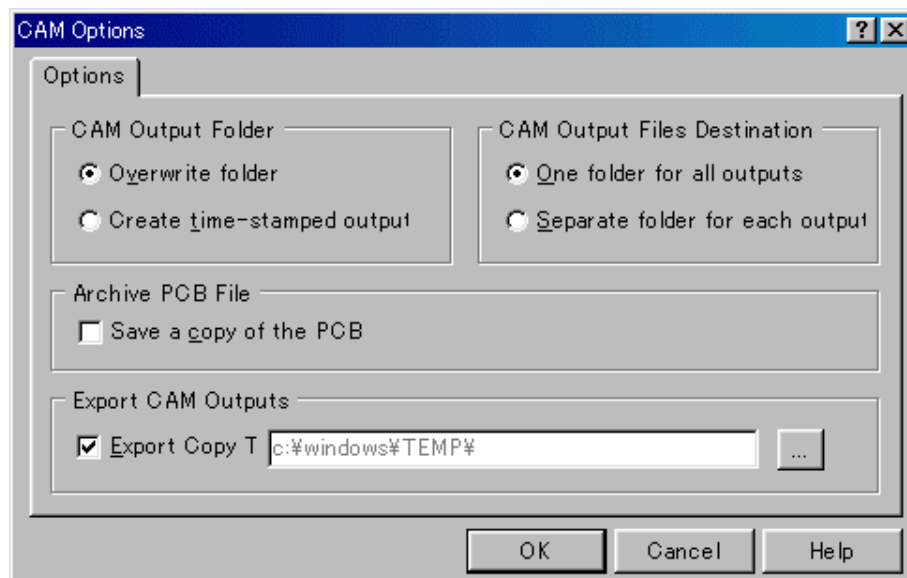 CAM Options
Options
CAM Output Folder
Overwrite folder
Create time-stamped output
CAM Output Files Destination
One folder for all outputs
Separate folder for each output
Archive PCB File
Save a copy of the PCB
Export CAM Outputs
Export Copy T c:¥windows¥TEMP¥ ...
OK Cancel Help